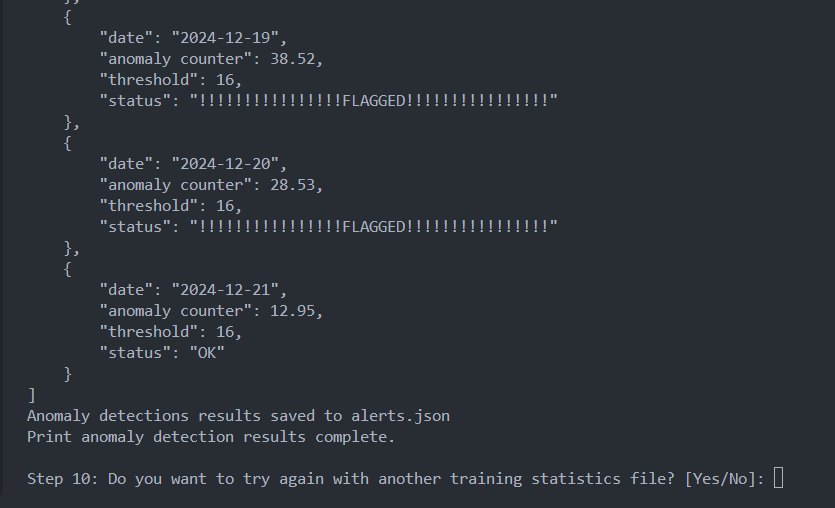 },
{
"date": "2024-12-19",
"anomaly counter": 38.52,
"threshold": 16,
"status": "!!!!!!!!!!!!!!!!FLAGGED!!!!!!!!!!!!!!!!"
},
{
"date": "2024-12-20",
"anomaly counter": 28.53,
"threshold": 16,
"status": "!!!!!!!!!!!!!!!!FLAGGED!!!!!!!!!!!!!!!!"
},
{
"date": "2024-12-21",
"anomaly counter": 12.95,
"threshold": 16,
"status": "OK"
}
]
Anomaly detections results saved to alerts.json
Print anomaly detection results complete.
Step 10: Do you want to try again with another training statistics file? [Yes/No]: